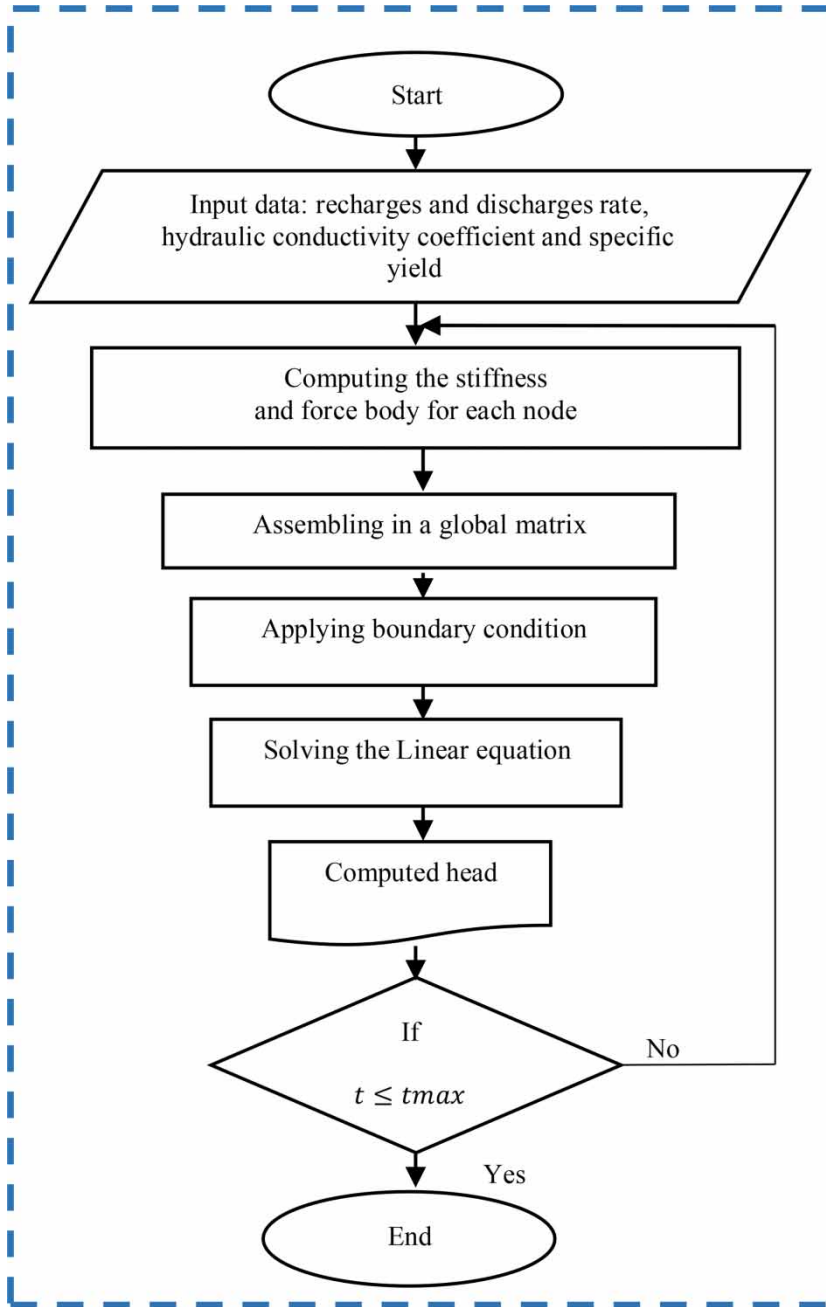 Start
Input data: recharges and discharges rate,
hydraulic conductivity coefficient and specific
yield
Computing the stiffness
and force body for each node
Assembling in a global matrix
Applying boundary condition
Solving the Linear equation
Computed head
If
No
t ≤ tmax
Yes
End